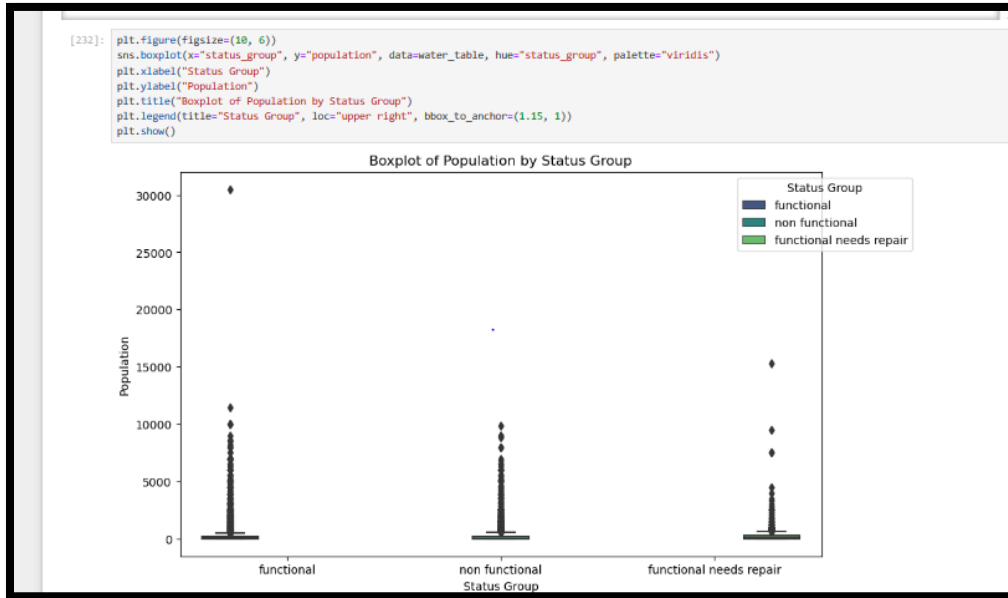 [232]: plt.figure(figsize=(10, 6))
sns.boxplot(x="status_group", y="population", data=water_table, hue="status_group", palette="viridis")
plt.xlabel("Status Group")
plt.ylabel("Population")
plt.title("Boxplot of Population by Status Group")
plt.legend(title="Status Group", loc="upper right", bbox_to_anchor=(1.15, 1))
plt.show()
Boxplot of Population by Status Group
Status Group
functional
non functional
functional needs repair
30000
25000
20000
15000
10000
5000
0
Population
functional non functional functional needs repair
Status Group